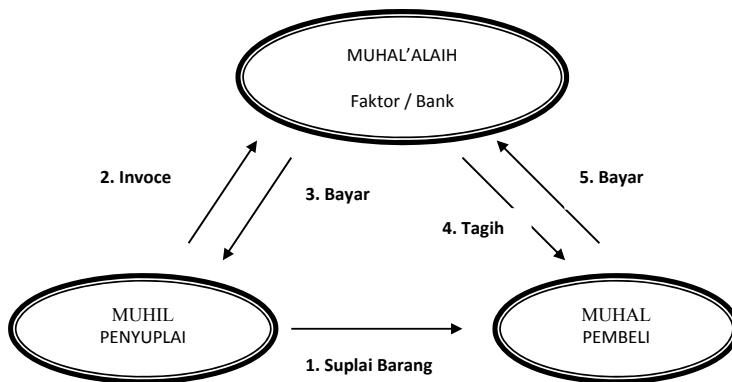 MUHAL’ALAIH
Faktor / Bank
2. Invoce
3. Bayar
5. Bayar
4. Tagih
MUHIL
PENYUPLAI
MUHAL
PEMBELI
1. Suplai Barang